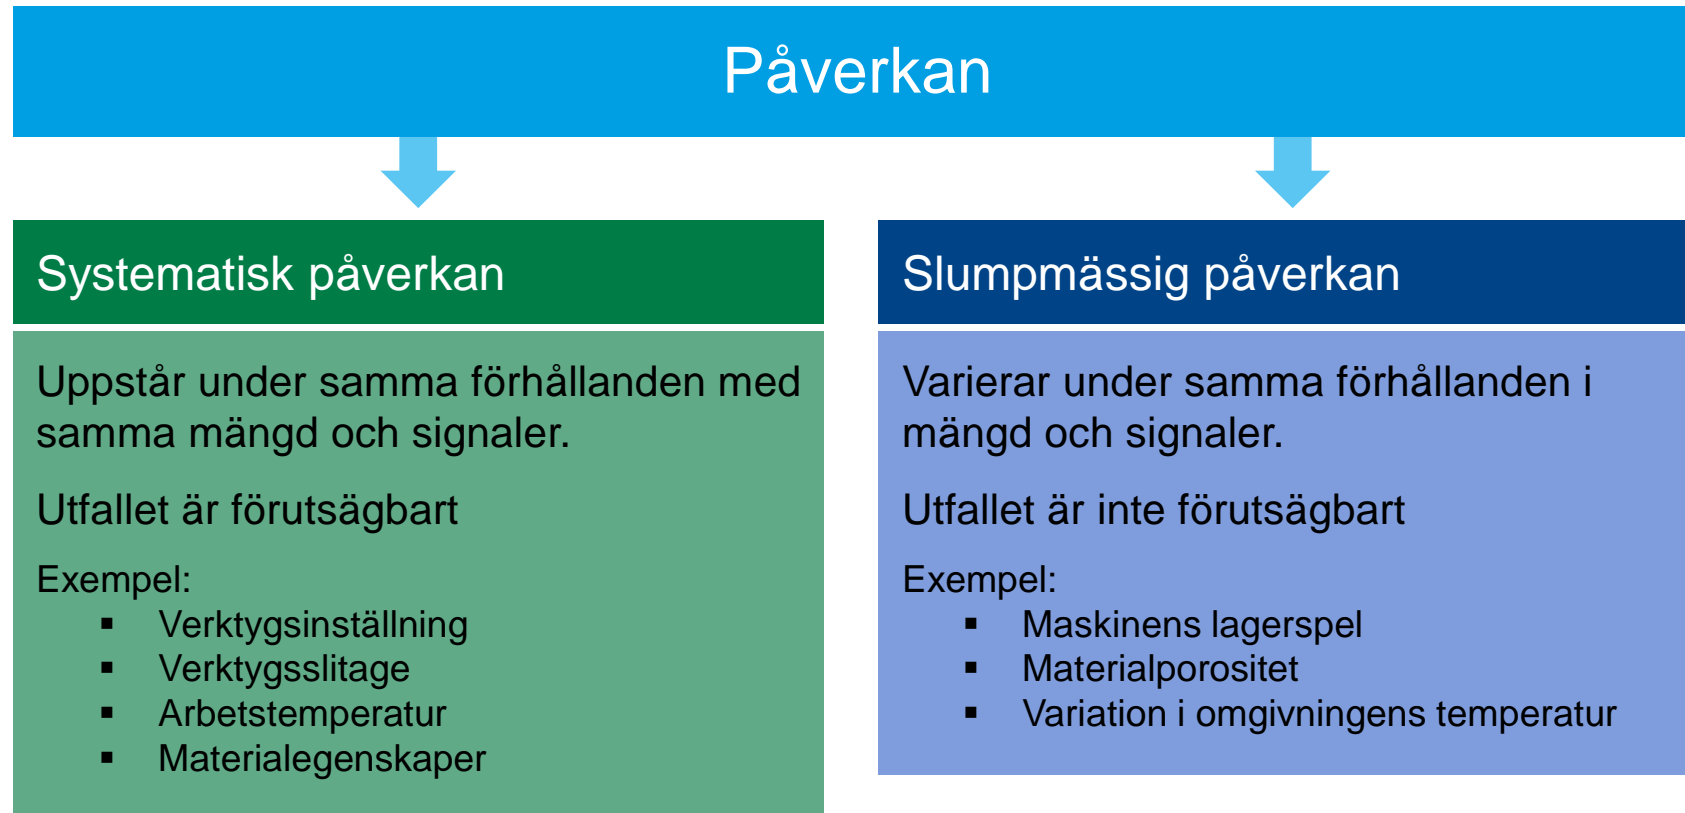 Påverkan
Systematisk påverkan
Uppstår under samma förhållanden med
samma mängd och signaler.
Utfallet är förutsägbart
Exempel:
▪ Verktygsinställning
▪ Verktygsslitage
▪ Arbetstemperatur
▪ Materialegenskaper
Slumpmässig påverkan
Varierar under samma förhållanden i
mängd och signaler.
Utfallet är inte förutsägbart
Exempel:
▪ Maskinens lagerspel
▪ Materialporositet
▪ Variation i omgivningens temperatur